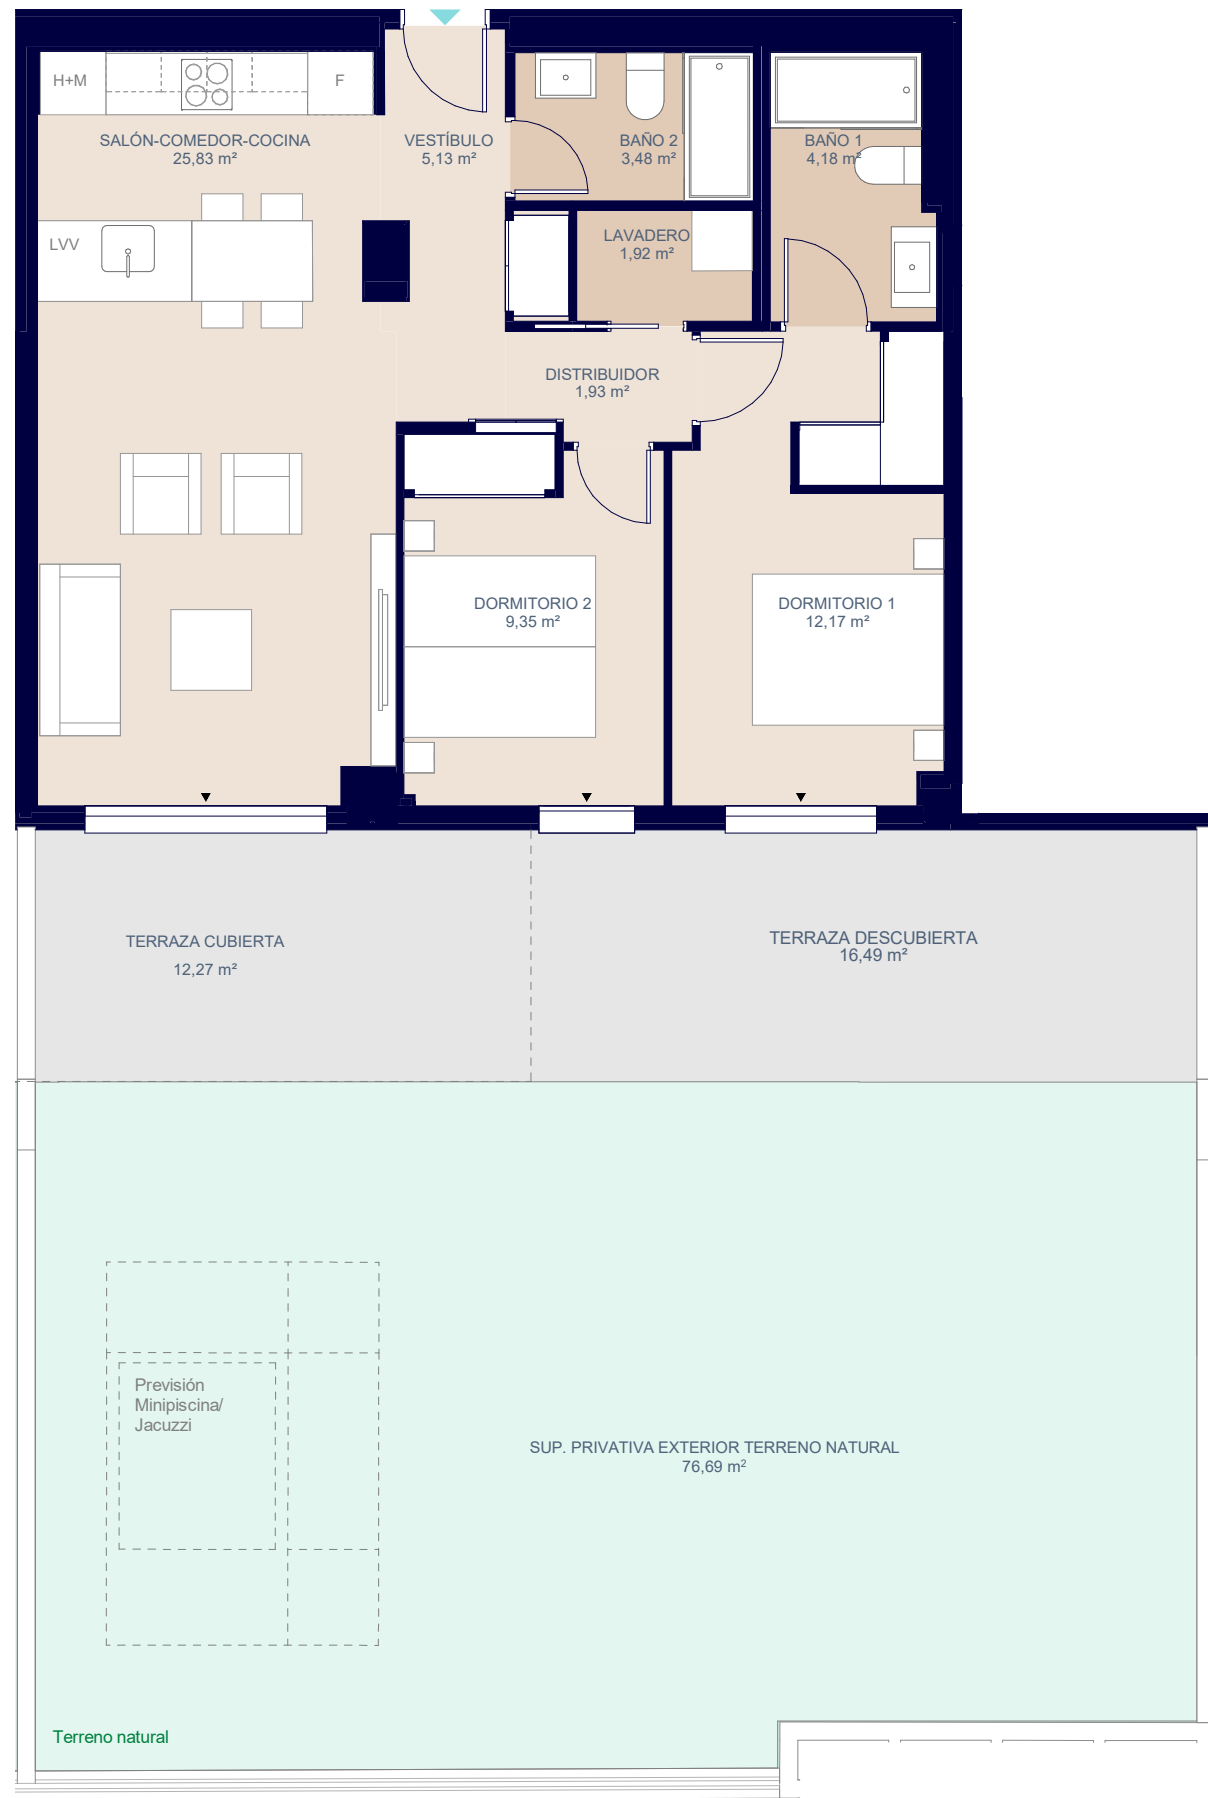 H+M
F
SALÓN-COMEDOR-COCINA
25,83 m²
VESTÍBULO
5,13 m²
BAÑO 2
3,48 m²
BAÑO 1
4,18 m²
LVV
LAVADERO
1,92 m²
DISTRIBUIDOR
1,93 m²
DORMITORIO 2
9,35 m²
DORMITORIO 1
12,17 m²
TERRAZA CUBIERTA
12,27 m²
TERRAZA DESCUBIERTA
16,49 m²
Previsión
Minipiscina/
Jacuzzi
SUP. PRIVATIVA EXTERIOR TERRENO NATURAL
76,69 m²
Terreno natural